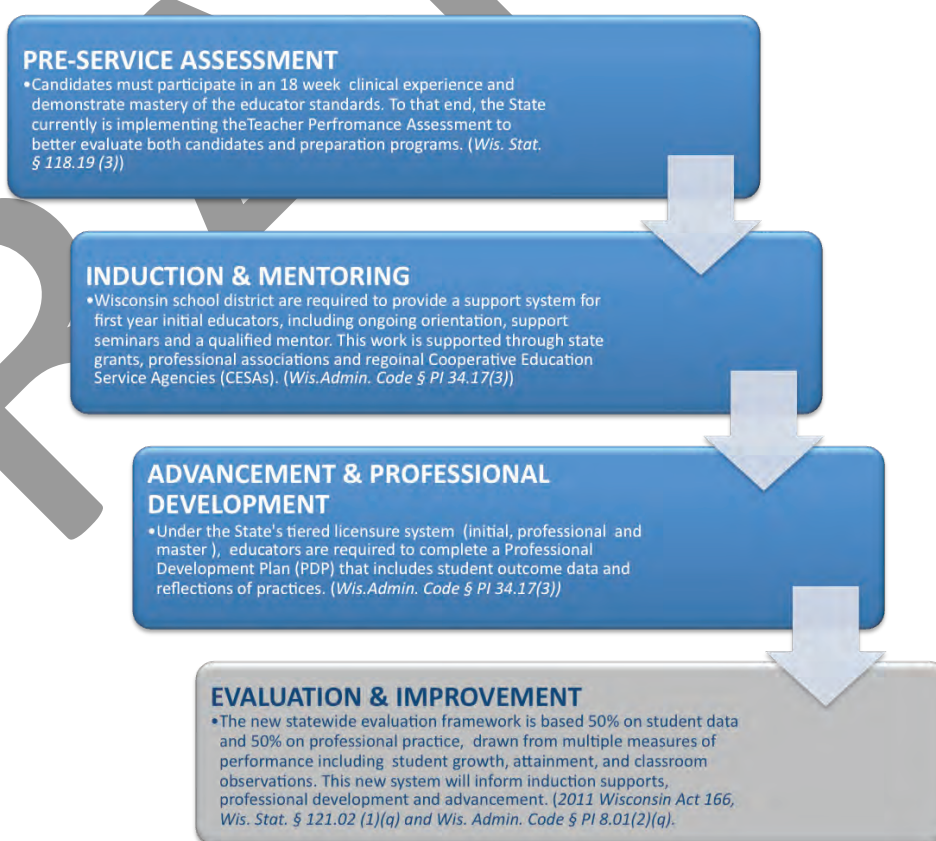 PRE-SERVICE ASSESSMENT
•Candidates must participate in an 18 week clinical experience and
demonstrate mastery of the educator standards. To that end, the State
currently is implementing theTeacher Perfromance Assessment to
better evaluate both candidates and preparation programs. (Wis. Stat.
§ 118.19 (3))
INDUCTION & MENTORING
•Wisconsin school district are required to provide a support system for
first year initial educators, including ongoing orientation, support
seminars and a qualified mentor. This work is supported through state
grants, professional associations and regoinal Cooperative Education
Service Agencies (CESAs). (Wis.Admin. Code § PI 34.17(3))
ADVANCEMENT & PROFESSIONAL
DEVELOPMENT
•Under the State's tiered licensure system (initial, professional and
master ), educators are required to complete a Professional
Development Plan (PDP) that includes student outcome data and
reflections of practices. (Wis.Admin. Code § PI 34.17(3))
EVALUATION & IMPROVEMENT
•The new statewide evaluation framework is based 50% on student data
and 50% on professional practice, drawn from multiple measures of
performance including student growth, attainment, and classroom
observations. This new system will inform induction supports,
professional development and advancement. (2011 Wisconsin Act 166,
Wis. Stat. § 121.02 (1)(q) and Wis. Admin. Code § PI 8.01(2)(q).